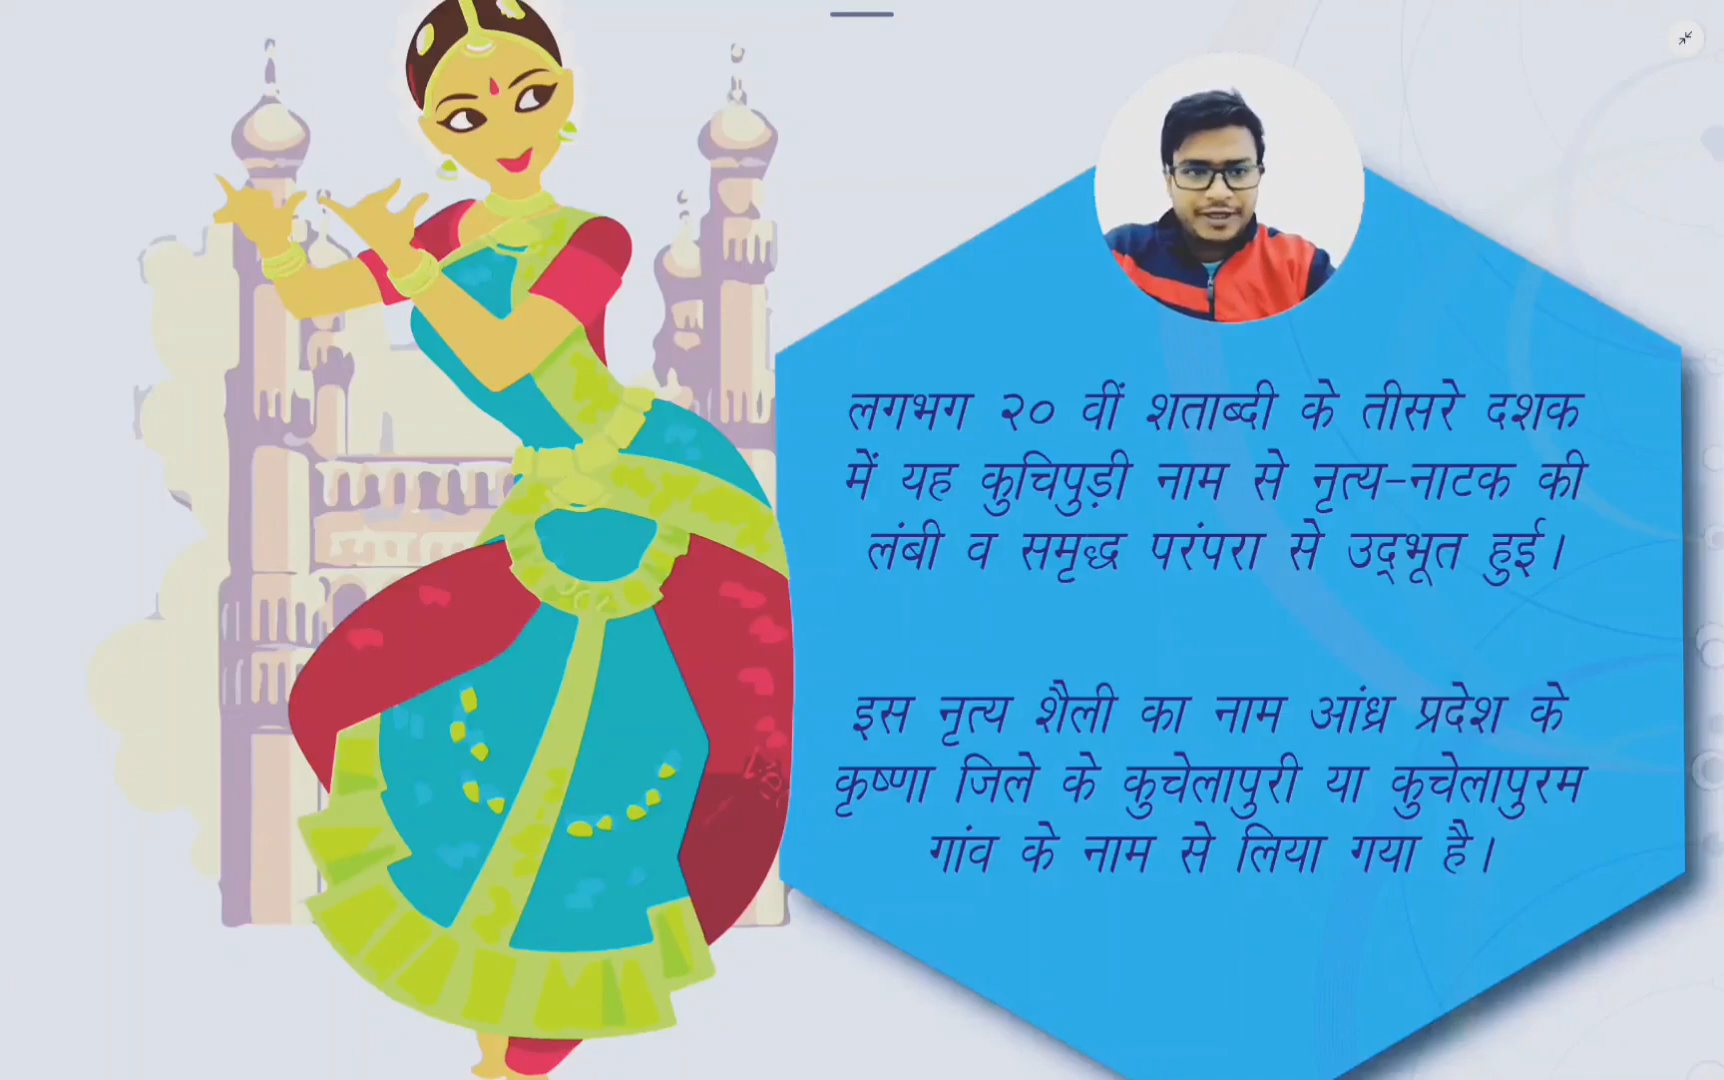 लगभग २० वीं शताब्दी के तीसरे दशक
में यह कुचिपुड़ी नाम से नृत्य-नाटक की
लंबी व समृद्ध परंपरा से उद्‌भूत हुई।
इस नृत्य शैली का नाम आंध्र प्रदेश के
कृष्णा जिले के कुचेलापुरी या कुचेलापुरम
गांव के नाम से लिया गया है।